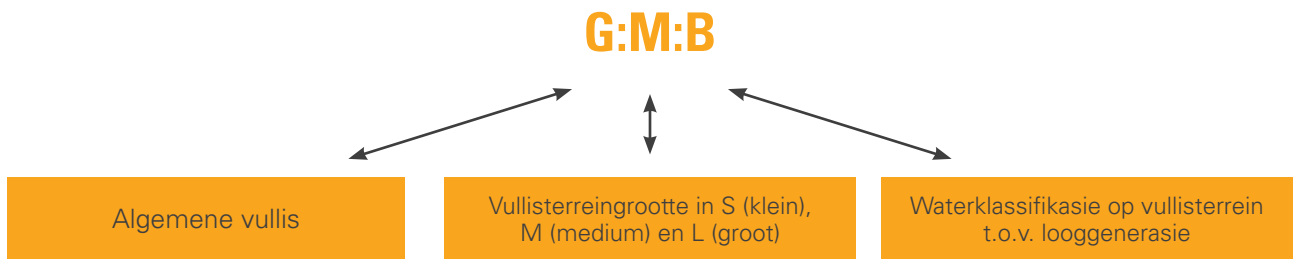 G:M:B
Algemene vullis
Vullisterreingrootte in S (klein),
M (medium) en L (groot)
Waterklassifikasie op vullisterrein
t.o.v. looggenerasie